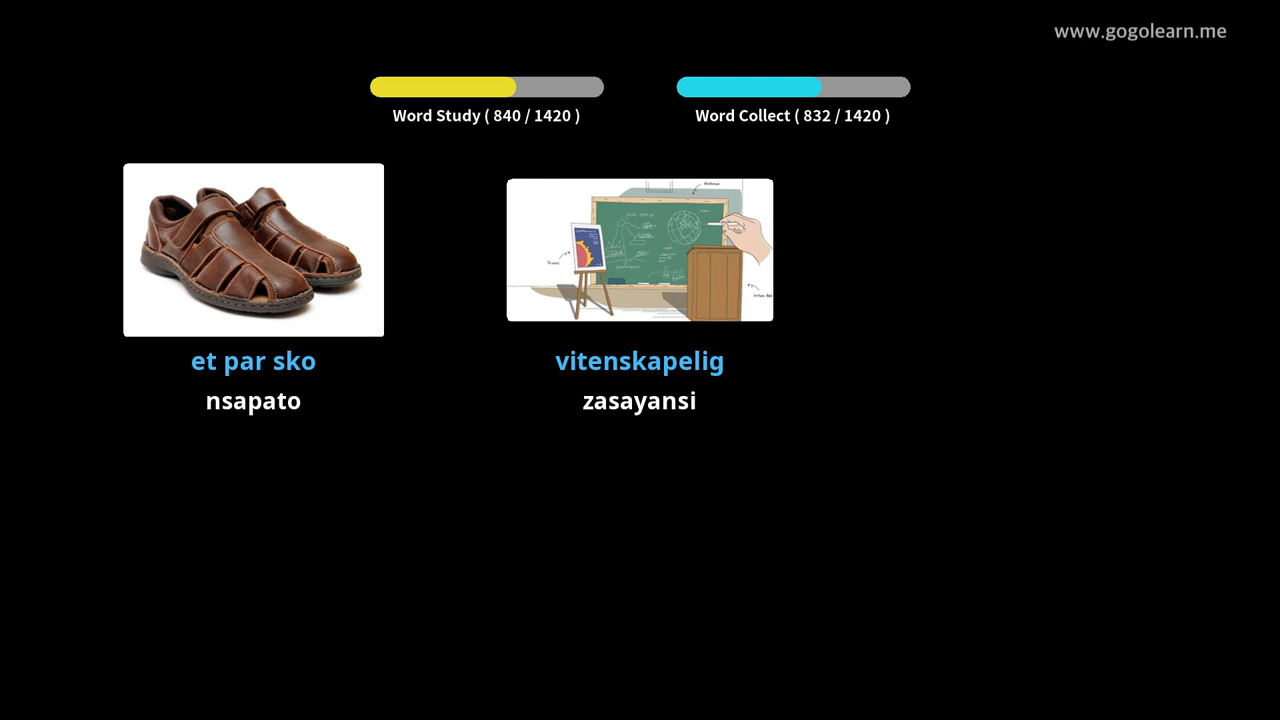 www.gogolearn.me
Word Study ( 840 / 1420 )
Word Collect ( 832 / 1420 )
et par sko
vitenskapelig
nsapato
zasayansi